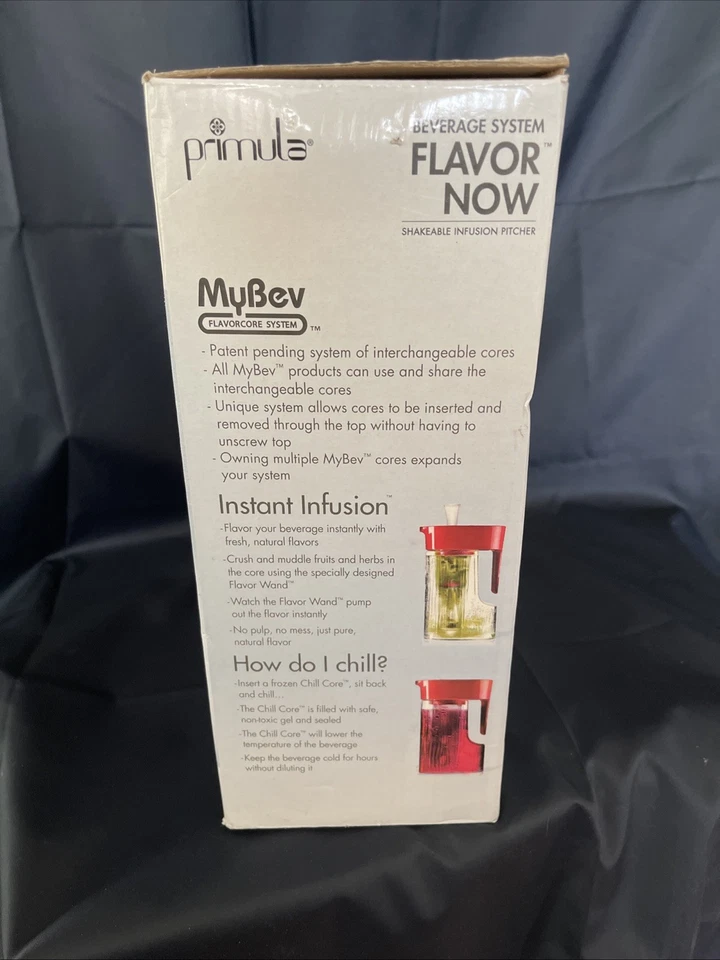 primula®
BEVERAGE SYSTEM
FLAVOR™
NOW
SHAKEABLE INFUSION PITCHER
MyBev
FLAVORCORE SYSTEM ™
- Patent pending system of interchangeable cores
- All MyBev™ products can use and share the
interchangeable cores
- Unique system allows cores to be inserted and
removed through the top without having to
unscrew top
- Owning multiple MyBev™ cores expands
your system
Instant Infusion™
-Flavor your beverage instantly with
fresh, natural flavors
-Crush and muddle fruits and herbs in
the core using the specially designed
Flavor Wand™
-Watch the Flavor Wand™ pump
out the flavor instantly
-No pulp, no mess, just pure,
natural flavor
How do I chill?
-Insert a frozen Chill Core™, sit back
and chill...
-The Chill Core™ is filled with safe,
non-toxic gel and sealed
-The Chill Core™ will lower the
temperature of the beverage
-Keep the beverage cold for hours
without diluting it